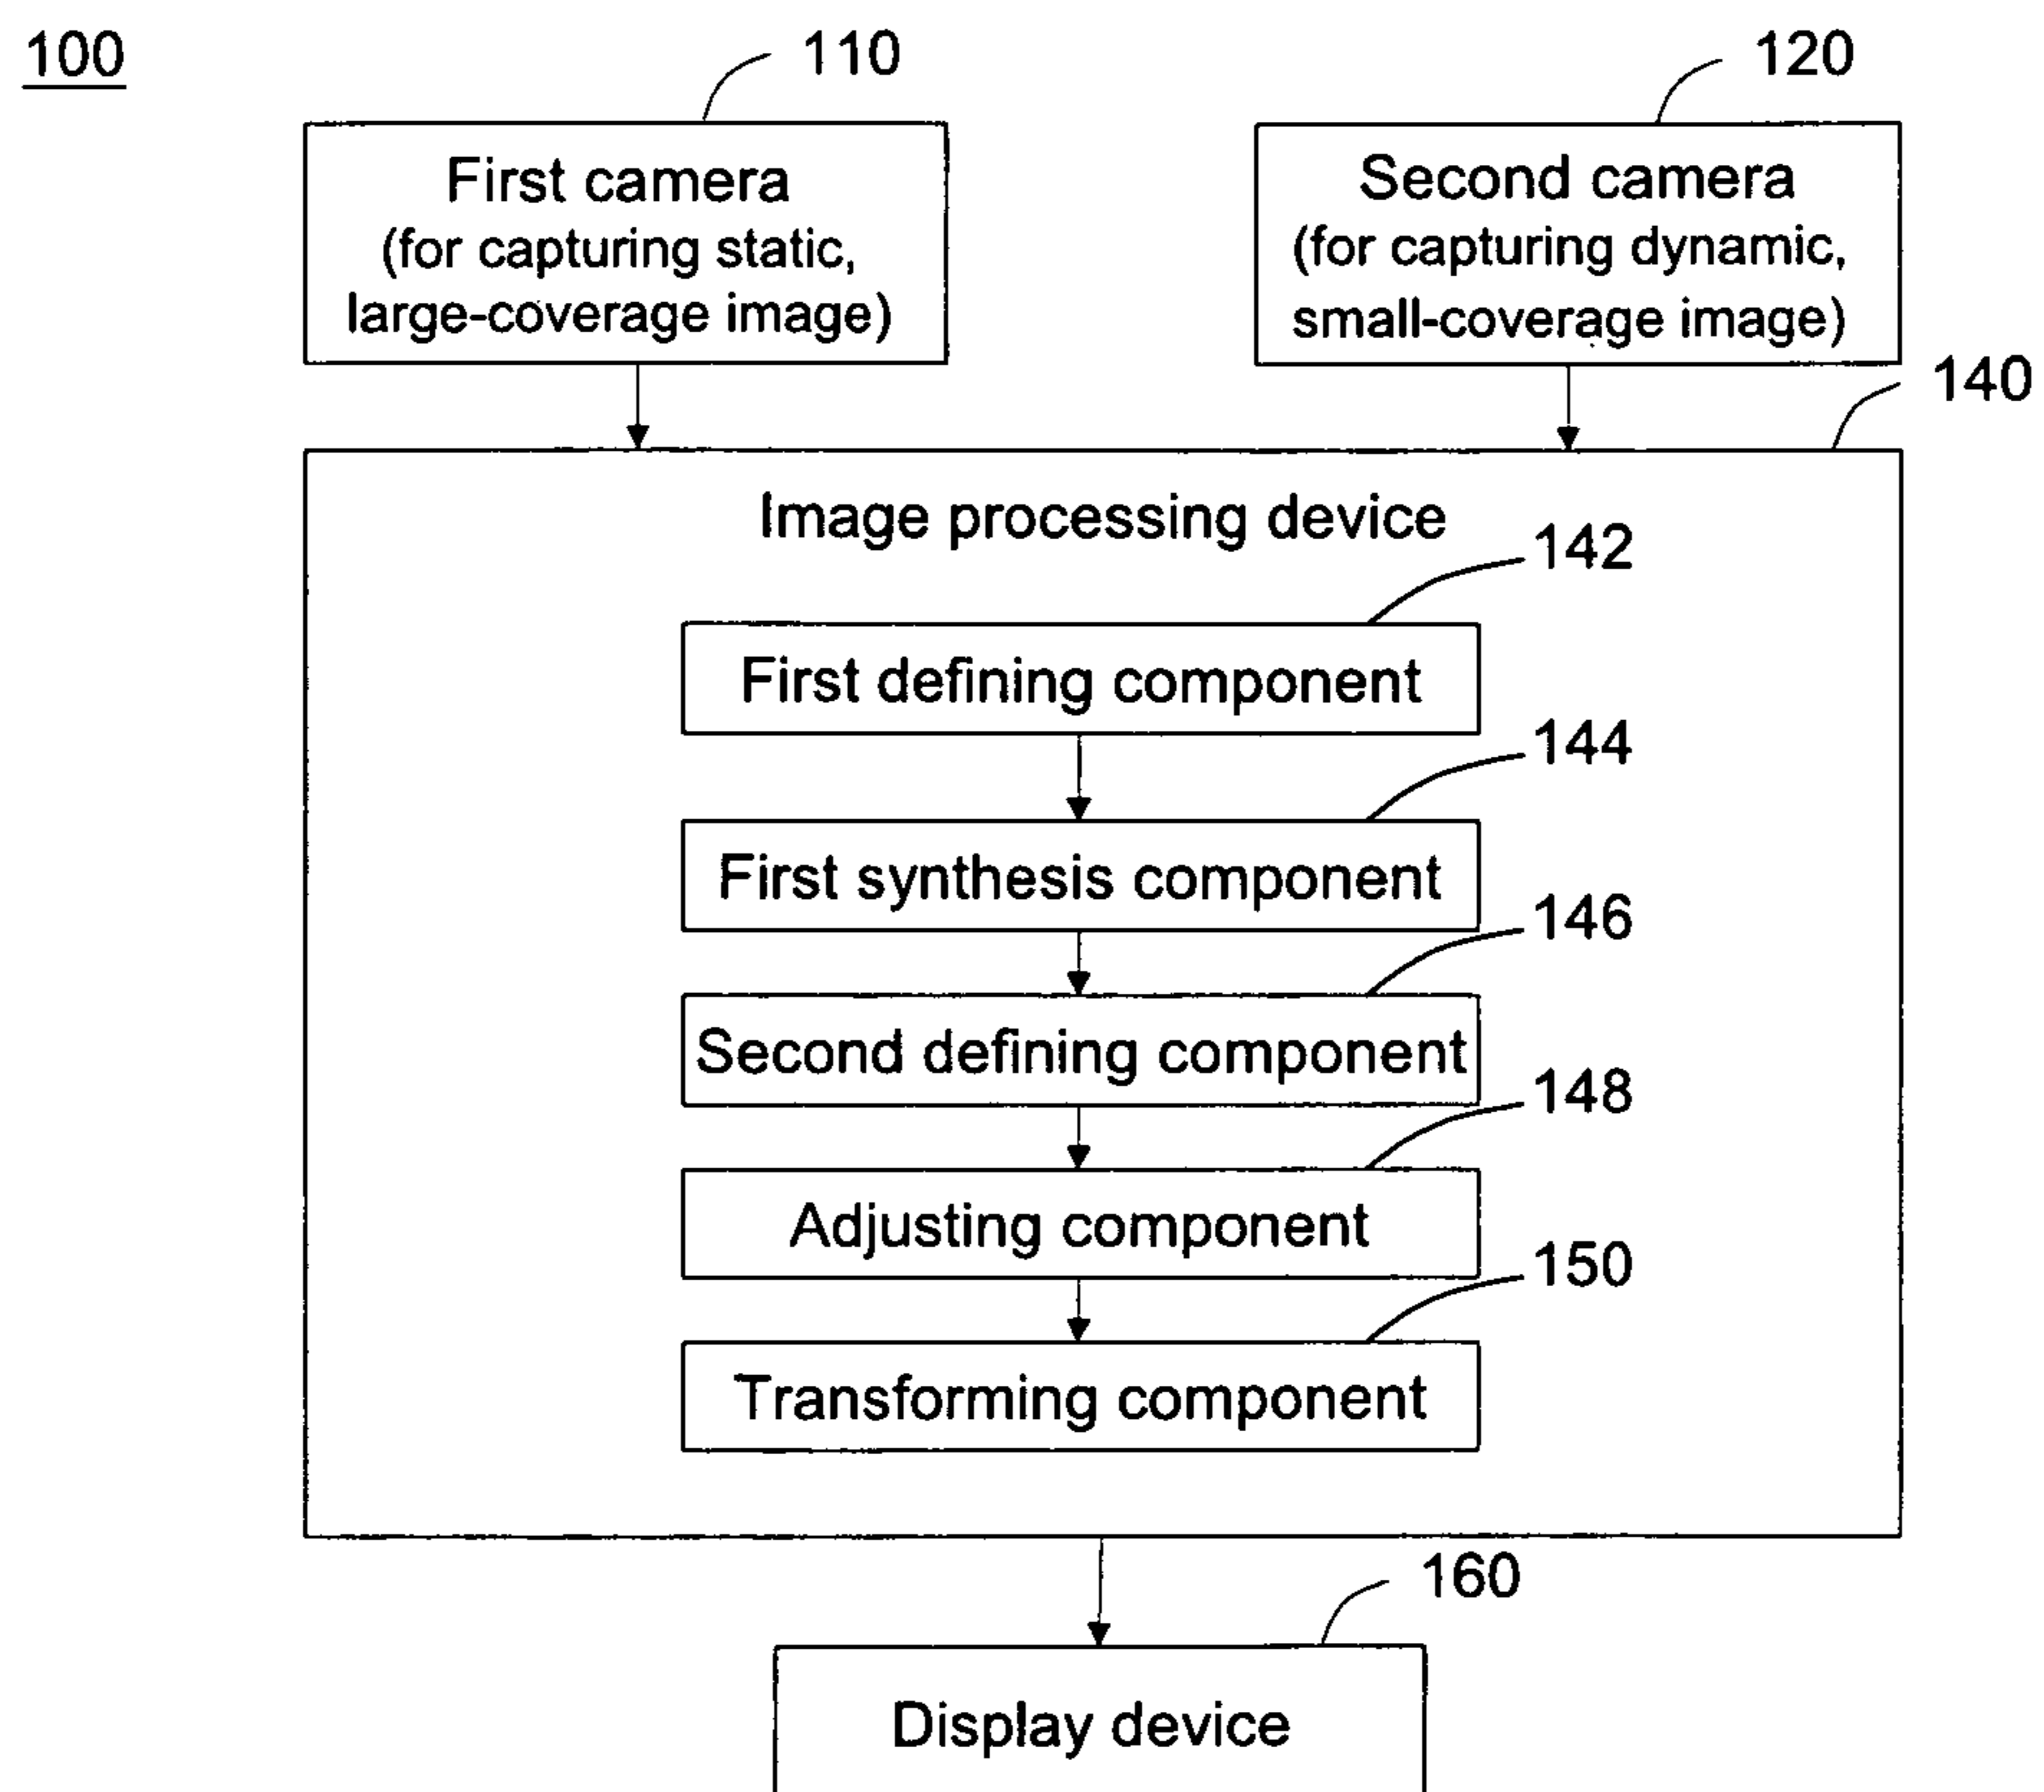 100
110
120
First camera
(for capturing static,
large-coverage image)
Second camera
(for capturing dynamic,
small-coverage image)
140
Image processing device
142
First defining component
144
First synthesis component
146
Second defining component
148
Adjusting component
150
Transforming component
160
Display device